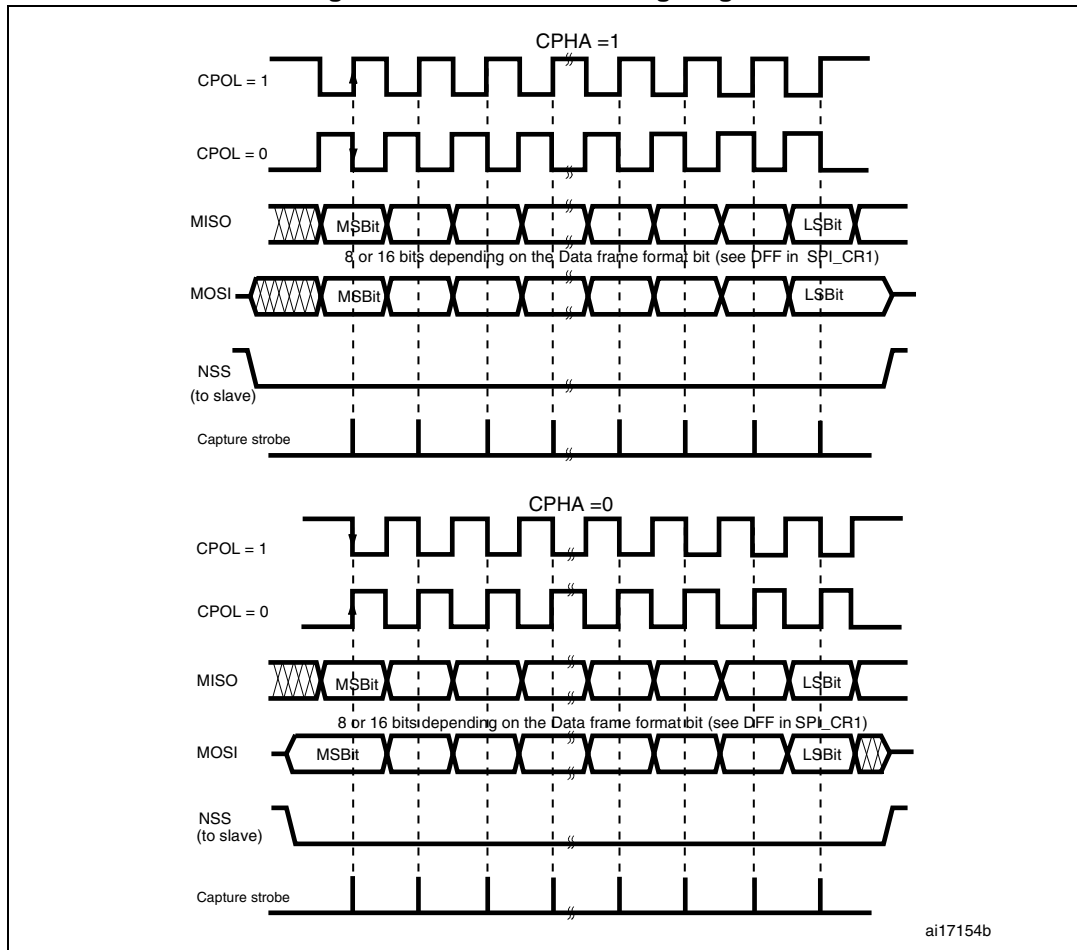 CPHA =1
CPOL = 1
CPOL = 0
MISO
MSBit
LSBit
8 or 16 bits depending on the Data frame format bit (see DFF in SPI_CR1)
MOSI
MSBit
LSBit
NSS
(to slave)
Capture strobe
CPHA =0
CPOL = 1
CPOL = 0
MISO
MSBit
LSBit
8 or 16 bits depending on the Data frame format bit (see DFF in SPI_CR1)
MOSI
MSBit
LSBit
NSS
(to slave)
Capture strobe
ai17154b